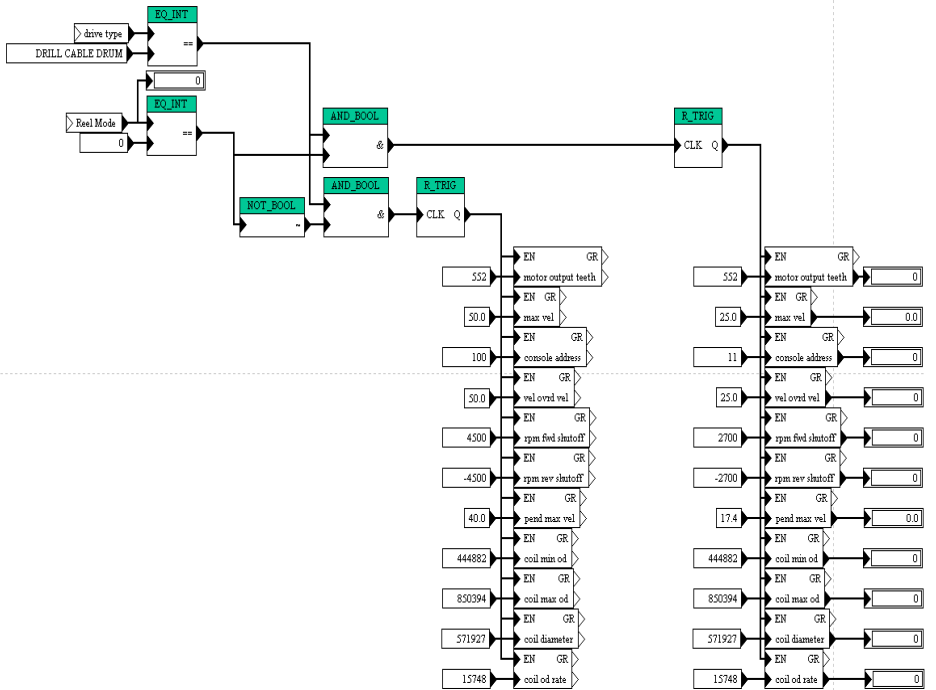 EQ_INT
drive type
==
DRILL CABLE DRUM
0
EQ_INT
Reel Mode
==
0
AND_BOOL
&
R_TRIG
CLK Q
AND_BOOL
&
R_TRIG
CLK Q
NOT_BOOL
~
EN GR
552 motor output teeth
EN GR
50.0 max vel
EN GR
100 console address
EN GR
50.0 vel ovrd vel
EN GR
4500 rpm fwd shutoff
EN GR
-4500 rpm rev shutoff
EN GR
40.0 pend max vel
EN GR
444882 coil min od
EN GR
850394 coil max od
EN GR
571927 coil diameter
EN GR
15748 coil od rate
EN GR
552 motor output teeth 0
EN GR
25.0 max vel 0.0
EN GR
11 console address 0
EN GR
25.0 vel ovrd vel 0
EN GR
2700 rpm fwd shutoff 0
EN GR
-2700 rpm rev shutoff 0
EN GR
17.4 pend max vel 0.0
EN GR
444882 coil min od 0
EN GR
850394 coil max od 0
EN GR
571927 coil diameter 0
EN GR
15748 coil od rate 0